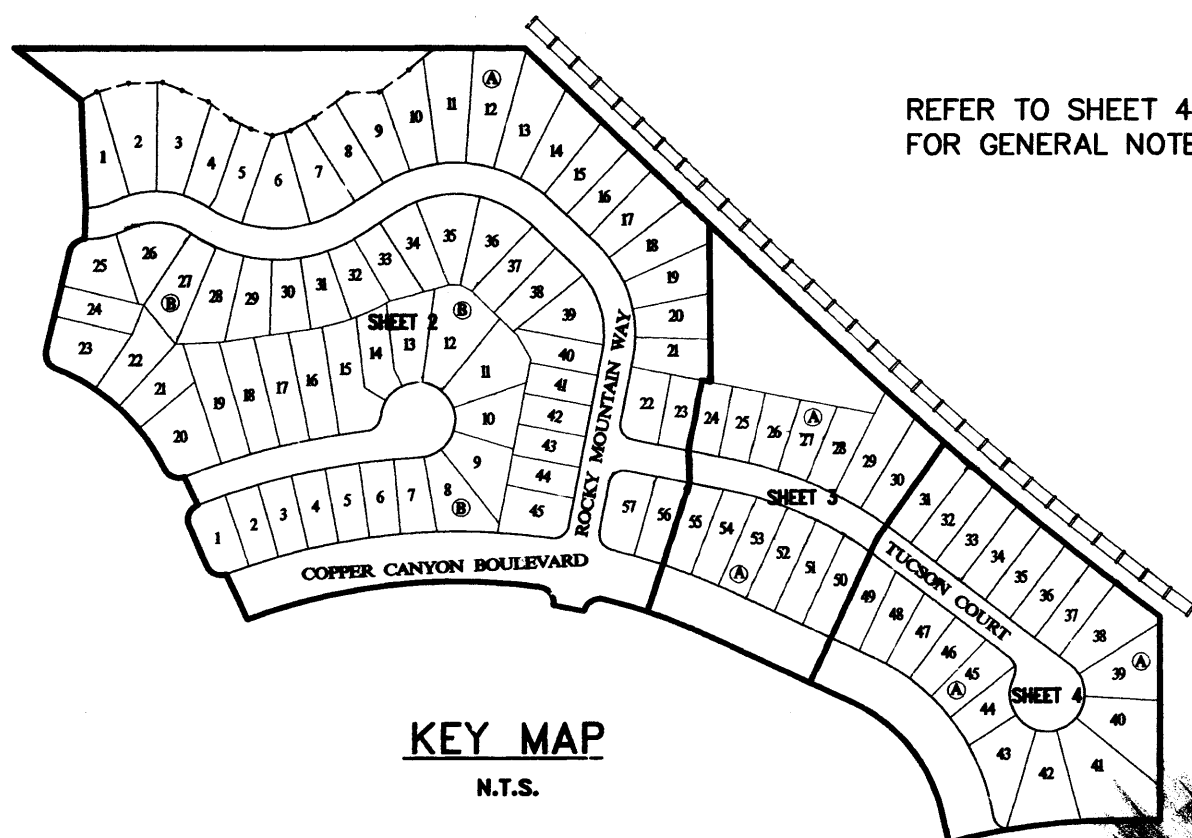 REFER TO SHEET 4
FOR GENERAL NOTE
A
1 2 3 4 5 6 7 8 9 10 11 12 13 14 15 16 17 18 19 20 21
25 26 27 28 29 30 31 32 33 34 35 36 37 38 39
B
24
23 22 21 20
SHEET 2
B
19 18 17 16 15 14 13 12 11 10 9
40 41 42 43 44 45
1 2 3 4 5 6 7 8
B
ROCKY MOUNTAIN WAY
COPPER CANYON BOULEVARD
22 23 24 25 26 27 28 29 30 31 32 33 34 35 36 37 38 39 40 41 42 43 44 45 46 47 48 49 50 51 52 53 54 55 56 57
A
SHEET 3
A
TUCSON COURT
A
A
SHEET 4
KEY MAP
N.T.S.